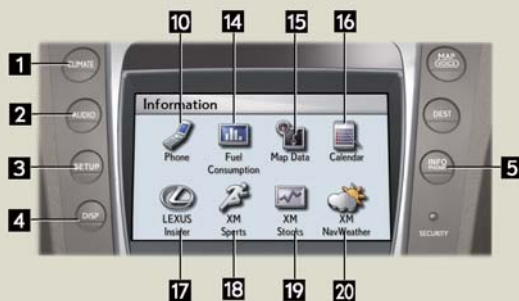 10 14 15 16
1 CLIMATE
MAP
VOICE
2 AUDIO
DEST
3 SETUP
INFO
PHONE
5
4 DISP
SECURITY
Information
Phone
Fuel
Consumption
Map Data
Calendar
LEXUS
Insider
XM
Sports
XM
Stocks
XM
NavWeather
17 18 19 20